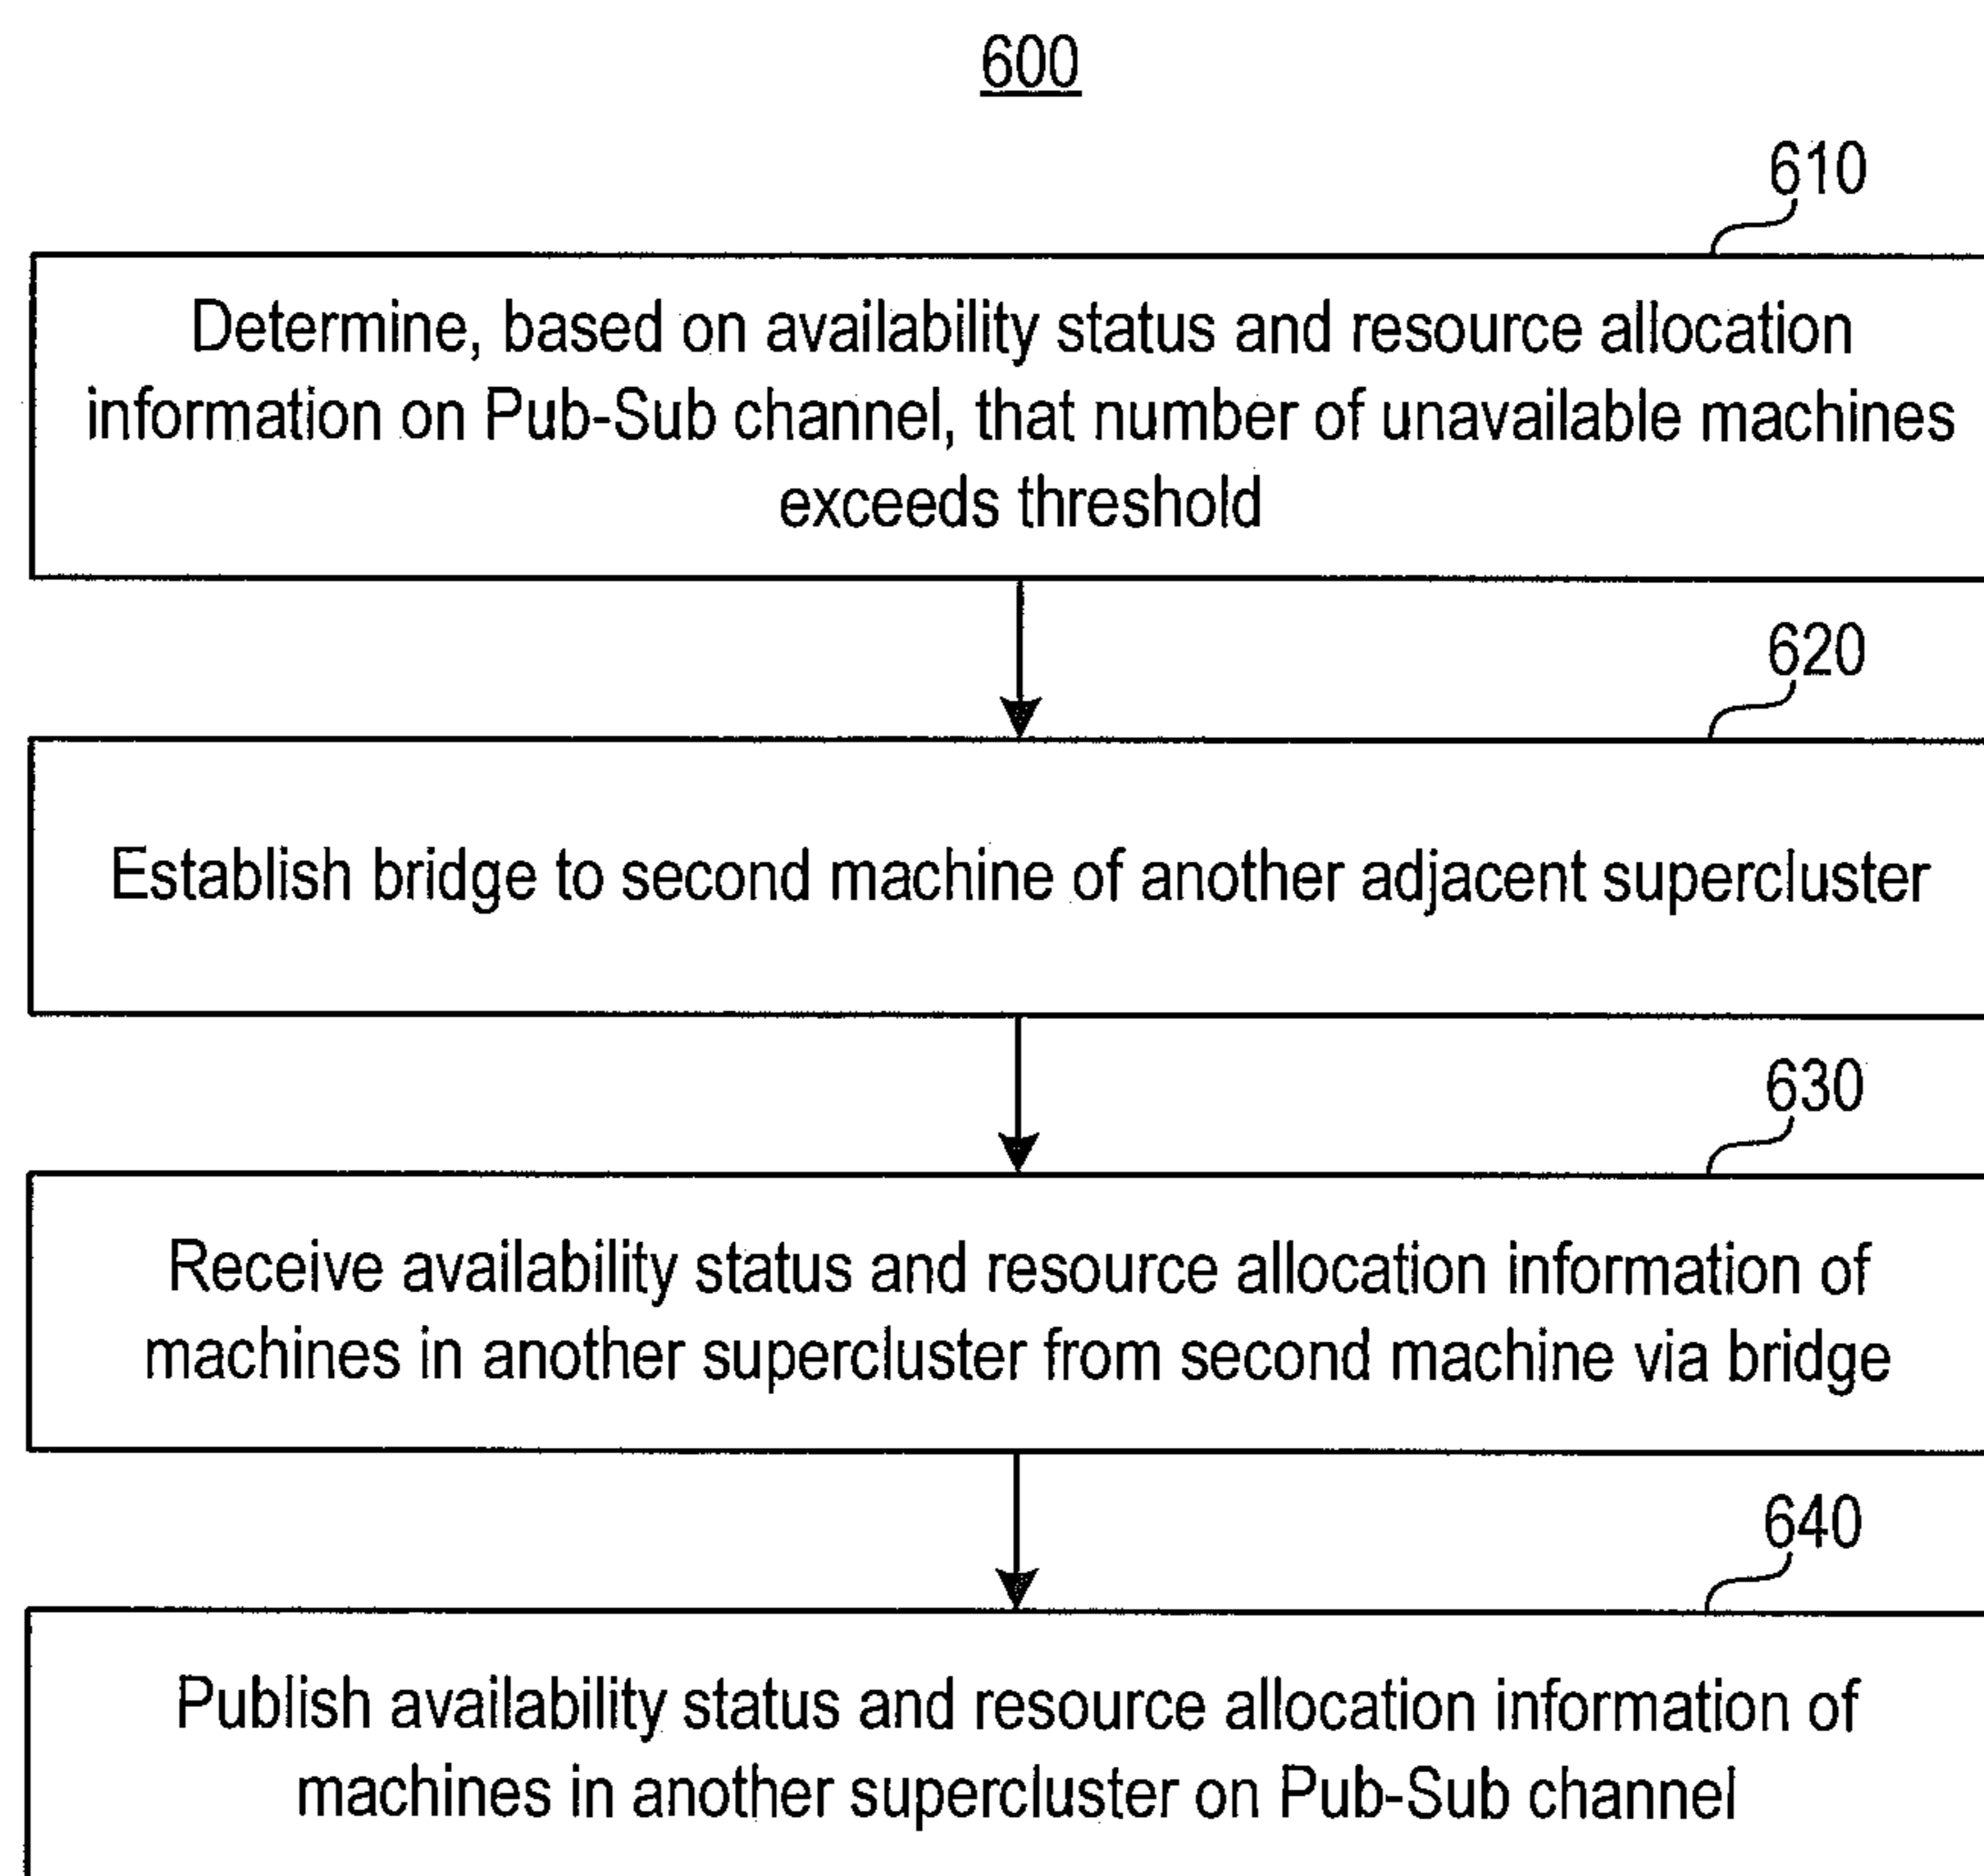 600
610
Determine, based on availability status and resource allocation
information on Pub-Sub channel, that number of unavailable machines
exceeds threshold
620
Establish bridge to second machine of another adjacent supercluster
630
Receive availability status and resource allocation information of
machines in another supercluster from second machine via bridge
640
Publish availability status and resource allocation information of
machines in another supercluster on Pub-Sub channel